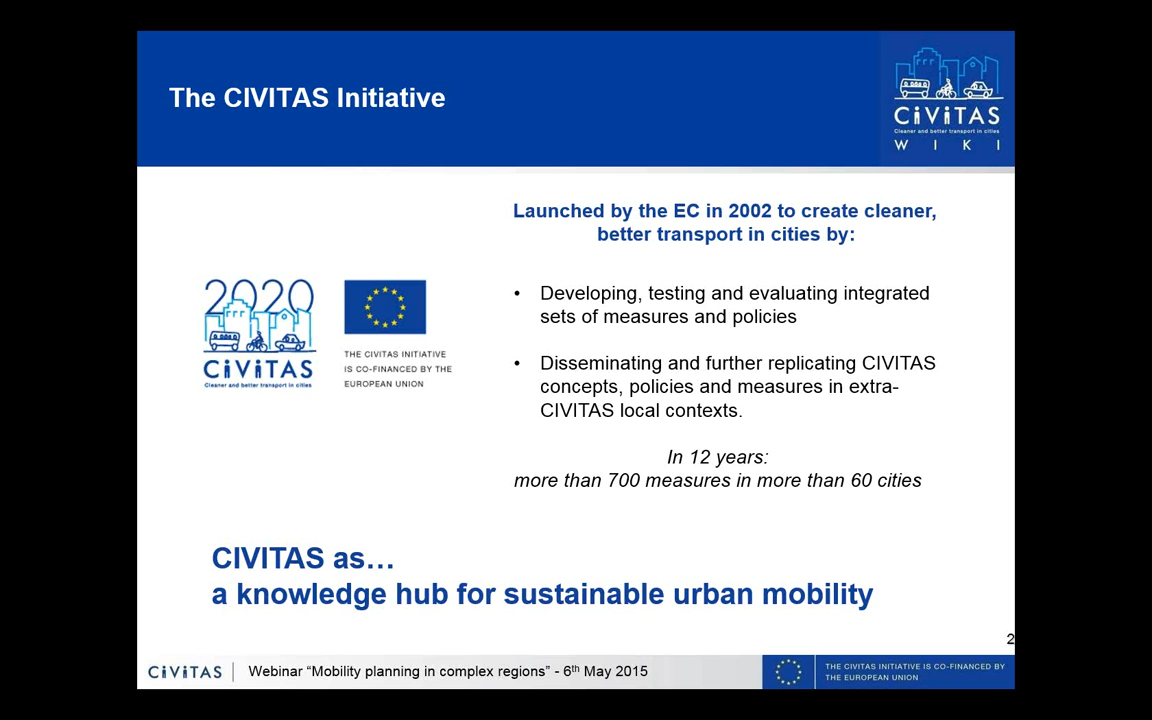 The CIVITAS Initiative
CiViTAS
Cleaner and better transport in cities
W I K I
Launched by the EC in 2002 to create cleaner,
better transport in cities by:
2020
CiViTAS
Cleaner and better transport in cities
THE CIVITAS INITIATIVE
IS CO-FINANCED BY THE
EUROPEAN UNION
• Developing, testing and evaluating integrated
sets of measures and policies
• Disseminating and further replicating CIVITAS
concepts, policies and measures in extra-
CIVITAS local contexts.
In 12 years:
more than 700 measures in more than 60 cities
CIVITAS as…
a knowledge hub for sustainable urban mobility
2
CiViTAS
Webinar “Mobility planning in complex regions” - 6th May 2015
THE CIVITAS INITIATIVE IS CO-FINANCED BY
THE EUROPEAN UNION